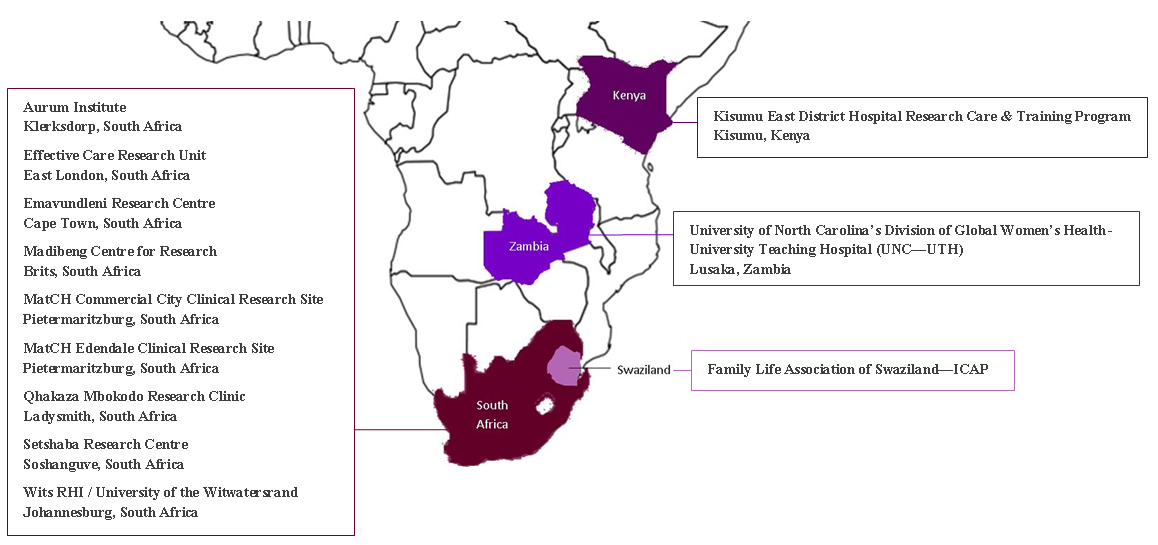 Aurum Institute
Klerksdorp, South Africa
Effective Care Research Unit
East London, South Africa
Emavundleni Research Centre
Cape Town, South Africa
Madibeng Centre for Research
Brits, South Africa
MatCH Commercial City Clinical Research Site
Pietermaritzburg, South Africa
MatCH Edendale Clinical Research Site
Pietermaritzburg, South Africa
Qhakaza Mbokodo Research Clinic
Ladysmith, South Africa
Setshaba Research Centre
Soshanguve, South Africa
Wits RHI / University of the Witwatersrand
Johannesburg, South Africa
Kenya
Zambia
Swaziland
South
Africa
Kisumu East District Hospital Research Care & Training Program
Kisumu, Kenya
University of North Carolina’s Division of Global Women’s Health-
University Teaching Hospital (UNC—UTH)
Lusaka, Zambia
Family Life Association of Swaziland—ICAP